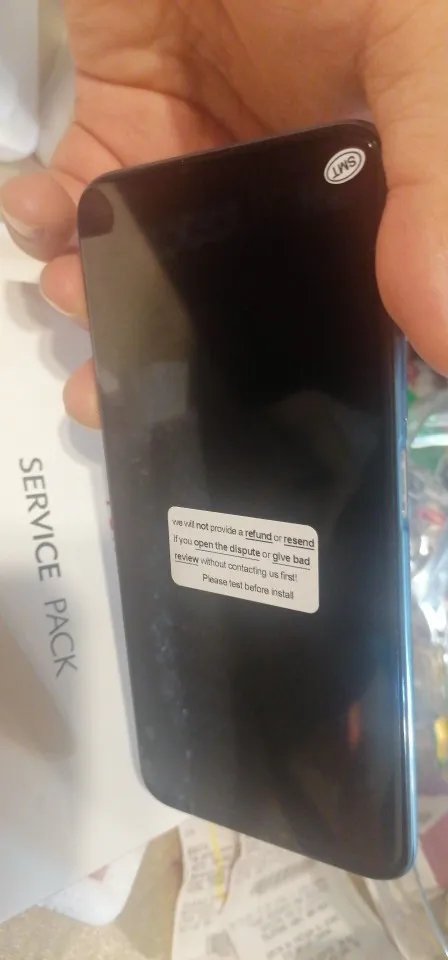 SMT
we will not provide a refund or resend
if you open the dispute or give bad
review without contacting us first!
Please test before install
SERVICE PACK